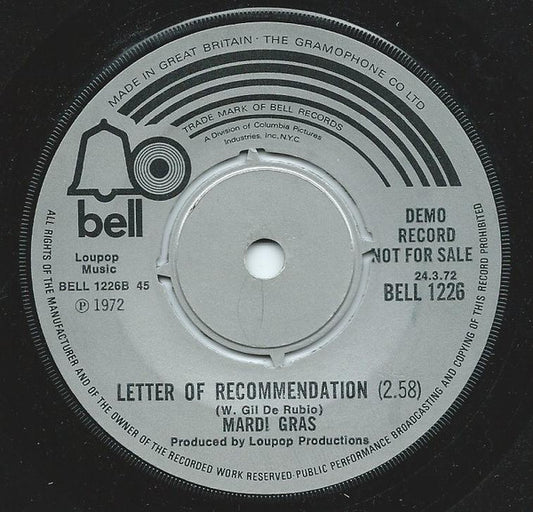 MADE IN GREAT BRITAIN · THE GRAMOPHONE CO LTD
TRADE MARK OF BELL RECORDS
A Division of Columbia Pictures
Industries, Inc, N.Y.C.
bell
Loupop
Music
BELL 1226B 45
Ⓟ 1972
DEMO
RECORD
NOT FOR SALE
24.3.72
BELL 1226
LETTER OF RECOMMENDATION (2.58)
(W. Gil De Rubio)
MARDI GRAS
Produced by Loupop Productions
ALL RIGHTS OF THE MANUFACTURER AND OF THE OWNER OF THE RECORDED WORK RESERVED·PUBLIC PERFORMANCE BROADCASTING AND COPYING OF THIS RECORD PROHIBITED